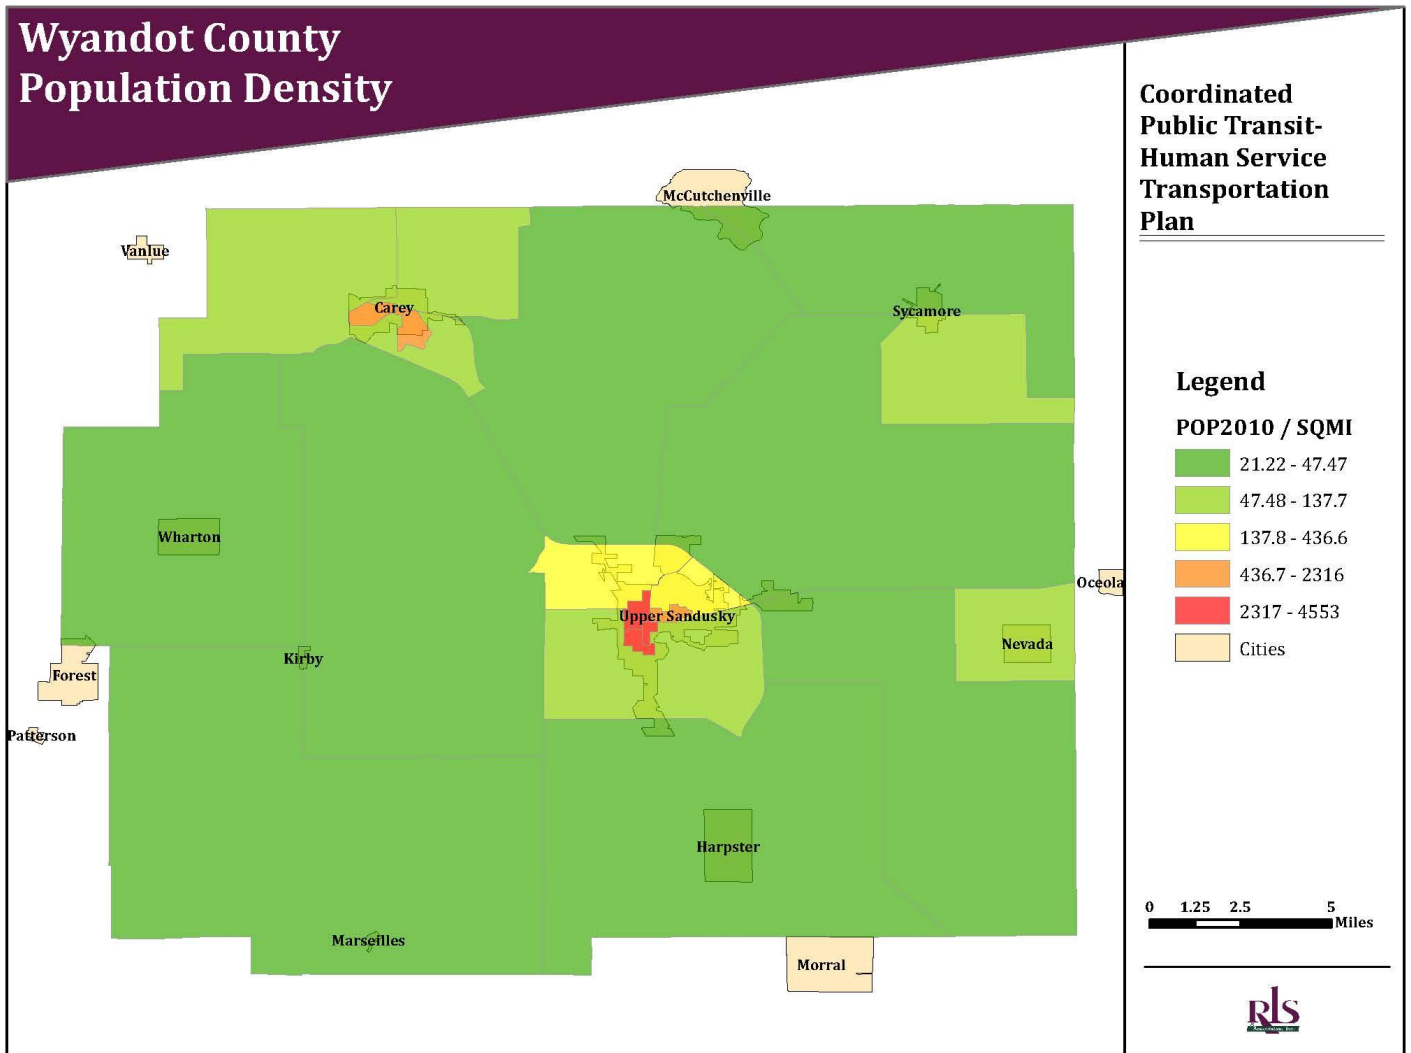 Wyandot County
Population Density
Coordinated
Public Transit-
Human Service
Transportation
Plan
McCutchenville
Vanlue
Carey
Sycamore
Legend
POP2010 / SQMI
21.22 - 47.47
47.48 - 137.7
137.8 - 436.6
436.7 - 2316
2317 - 4553
Cities
Wharton
Oceola
Upper Sandusky
Nevada
Kirby
Forest
Patterson
Harpster
Marseilles
Morral
0 1.25 2.5 5
Miles
RLS